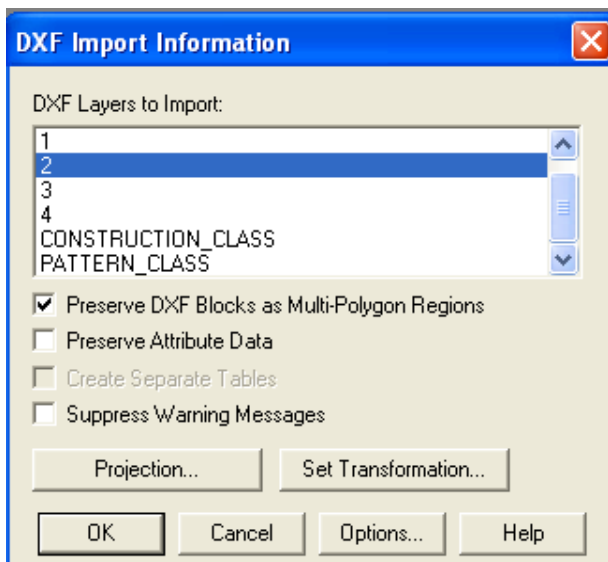 DXF Import Information
DXF Layers to Import:
1
2
3
4
CONSTRUCTION_CLASS
PATTERN_CLASS
Preserve DXF Blocks as Multi-Polygon Regions
Preserve Attribute Data
Create Separate Tables
Suppress Warning Messages
Projection... Set Transformation...
OK Cancel Options... Help